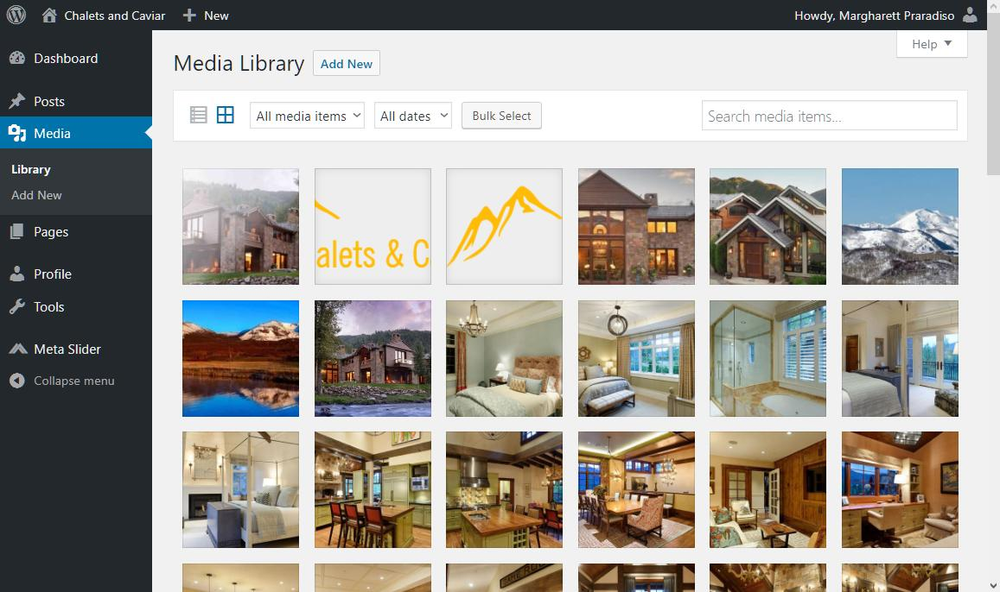 Chalets and Caviar
New
Howdy, Margharett Praradiso
Help
Dashboard
Posts
Media
Library
Add New
Pages
Profile
Tools
Meta Slider
Collapse menu
Media Library
Add New
All media items
All dates
Bulk Select
Search media items...
alets & C